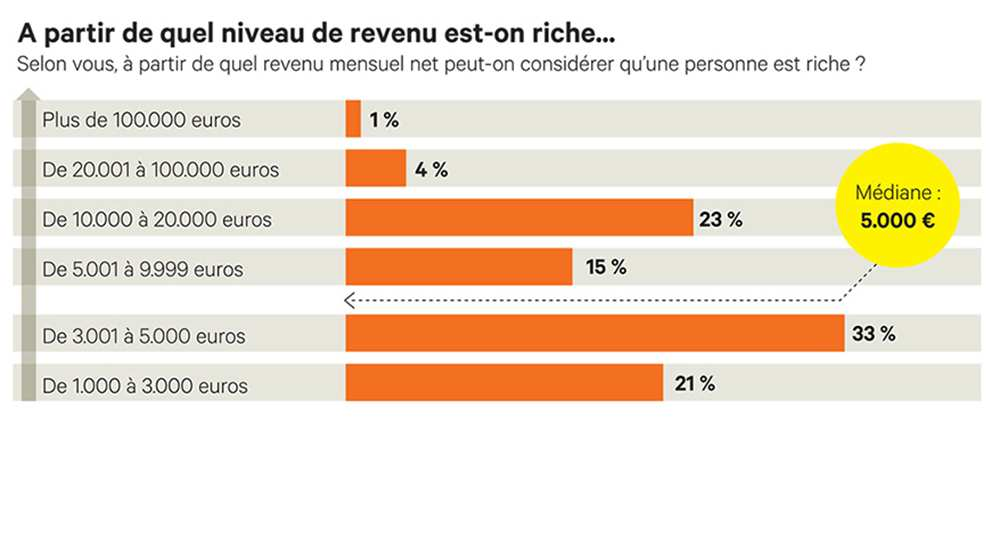 A partir de quel niveau de revenu est-on riche...
Selon vous, à partir de quel revenu mensuel net peut-on considérer qu'une personne est riche ?
Plus de 100.000 euros 1 %
De 20.001 à 100.000 euros 4 %
De 10.000 à 20.000 euros 23 %
De 5.001 à 9.999 euros 15 %
Médiane :
5.000 €
De 3.001 à 5.000 euros 33 %
De 1.000 à 3.000 euros 21 %